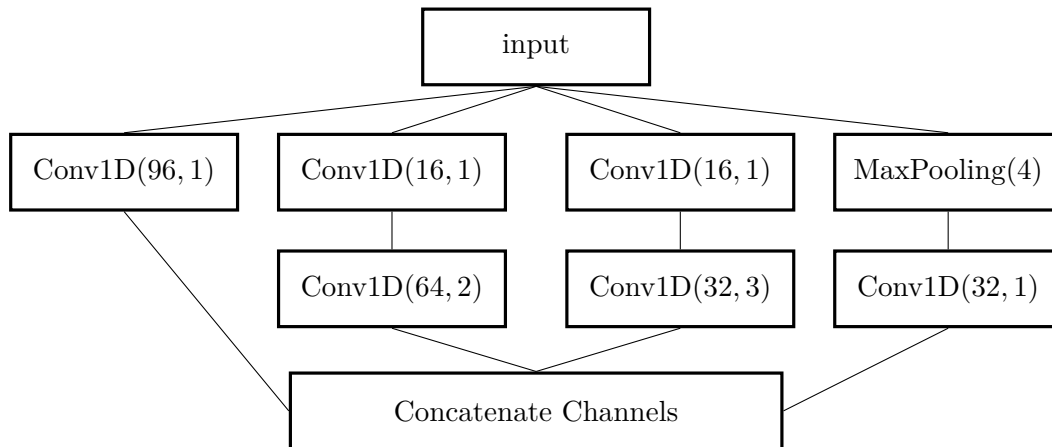 input
Conv1D(96, 1)
Conv1D(16, 1)
Conv1D(16, 1)
MaxPooling(4)
Conv1D(64, 2)
Conv1D(32, 3)
Conv1D(32, 1)
Concatenate Channels